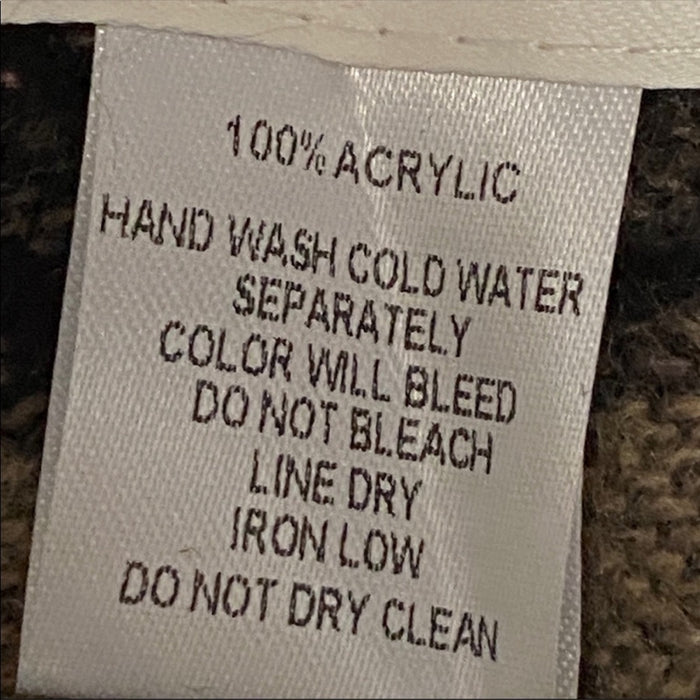 100% ACRYLIC
HAND WASH COLD WATER
SEPARATELY
COLOR WILL BLEED
DO NOT BLEACH
LINE DRY
IRON LOW
DO NOT DRY CLEAN